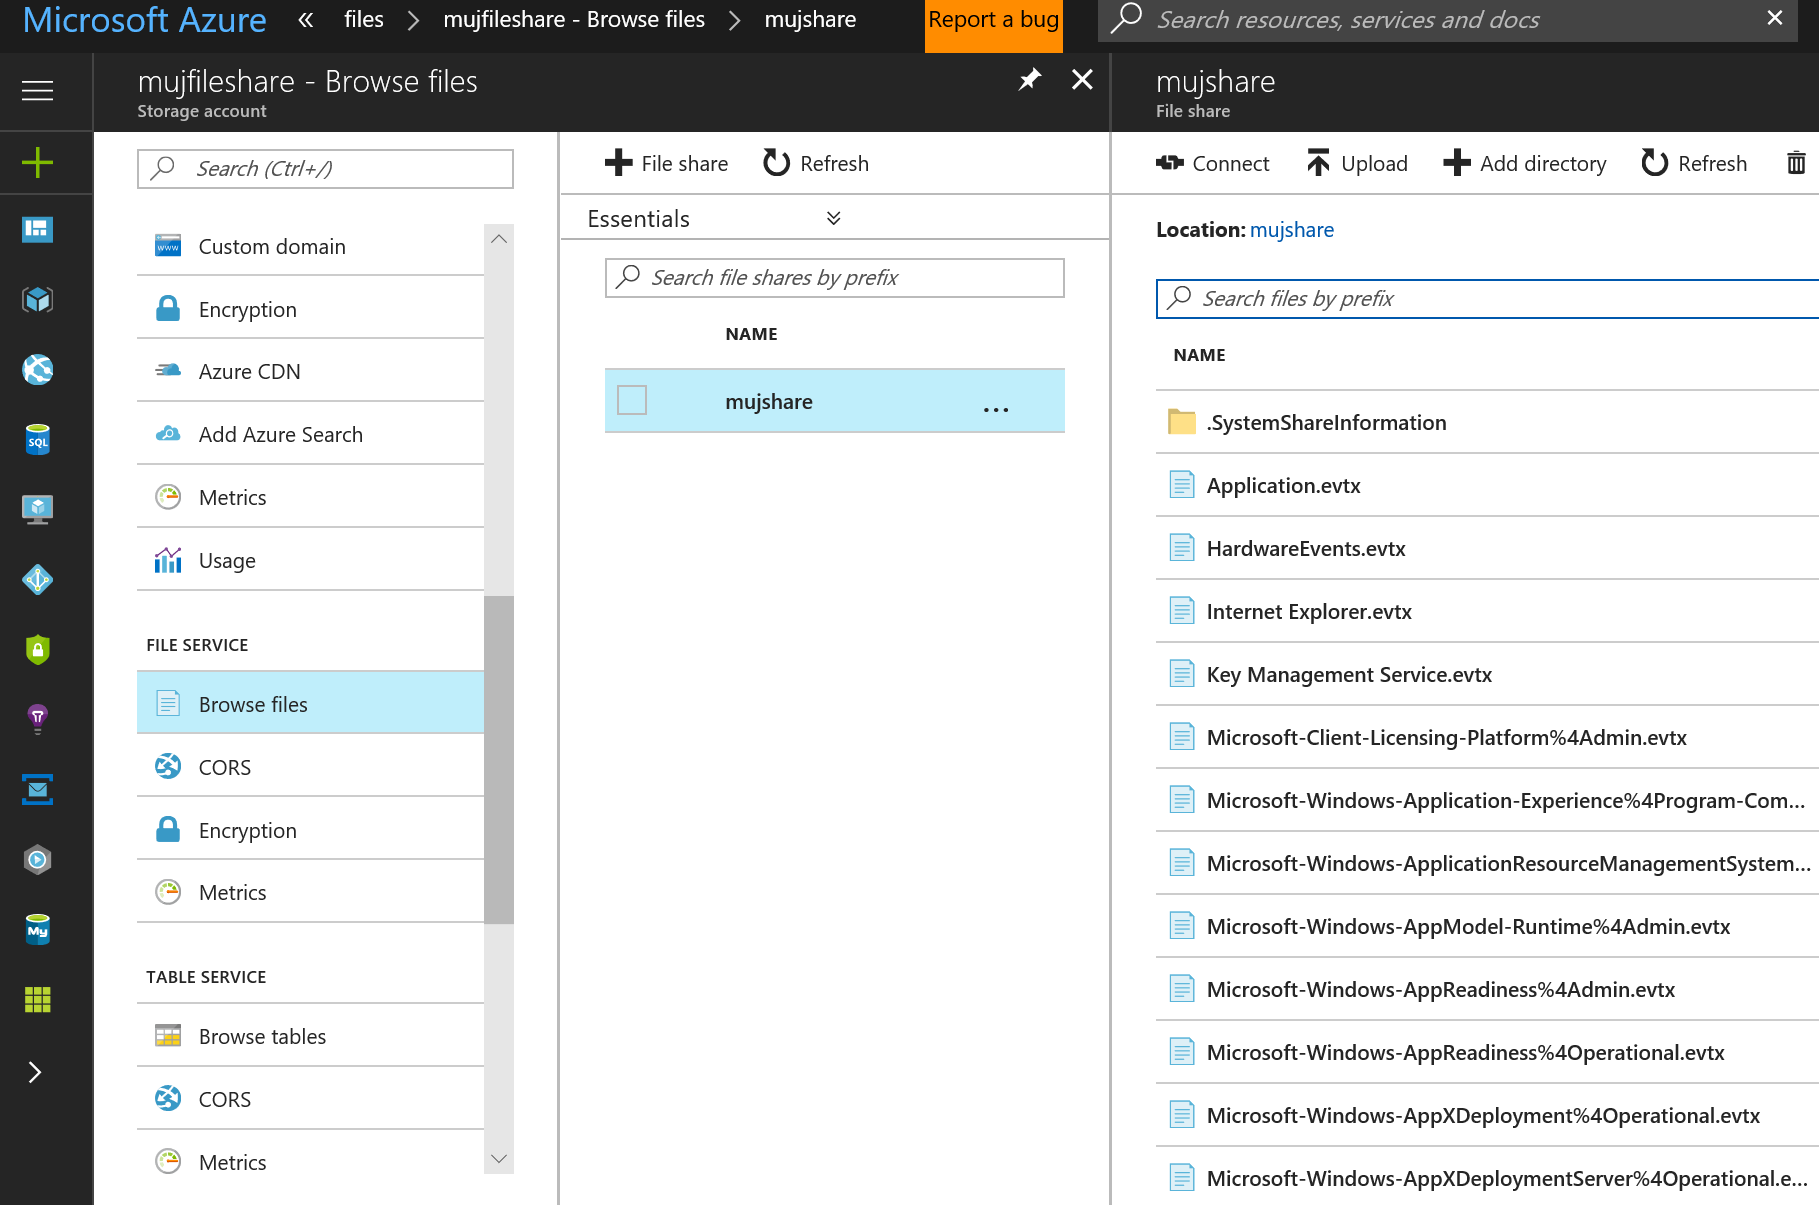 Microsoft Azure « files > mujfileshare - Browse files > mujshare Report a bug Search resources, services and docs
mujfileshare - Browse files
Storage account
Search (Ctrl+/)
Custom domain
Encryption
Azure CDN
Add Azure Search
Metrics
Usage
FILE SERVICE
Browse files
CORS
Encryption
Metrics
TABLE SERVICE
Browse tables
CORS
Metrics
File share Refresh
Essentials
Search file shares by prefix
NAME
mujshare ...
mujshare
File share
Connect Upload Add directory Refresh
Location: mujshare
Search files by prefix
NAME
.SystemShareInformation
Application.evtx
HardwareEvents.evtx
Internet Explorer.evtx
Key Management Service.evtx
Microsoft-Client-Licensing-Platform%4Admin.evtx
Microsoft-Windows-Application-Experience%4Program-Com...
Microsoft-Windows-ApplicationResourceManagementSystem...
Microsoft-Windows-AppModel-Runtime%4Admin.evtx
Microsoft-Windows-AppReadiness%4Admin.evtx
Microsoft-Windows-AppReadiness%4Operational.evtx
Microsoft-Windows-AppXDeployment%4Operational.evtx
Microsoft-Windows-AppXDeploymentServer%4Operational.e...
SQL
My
www